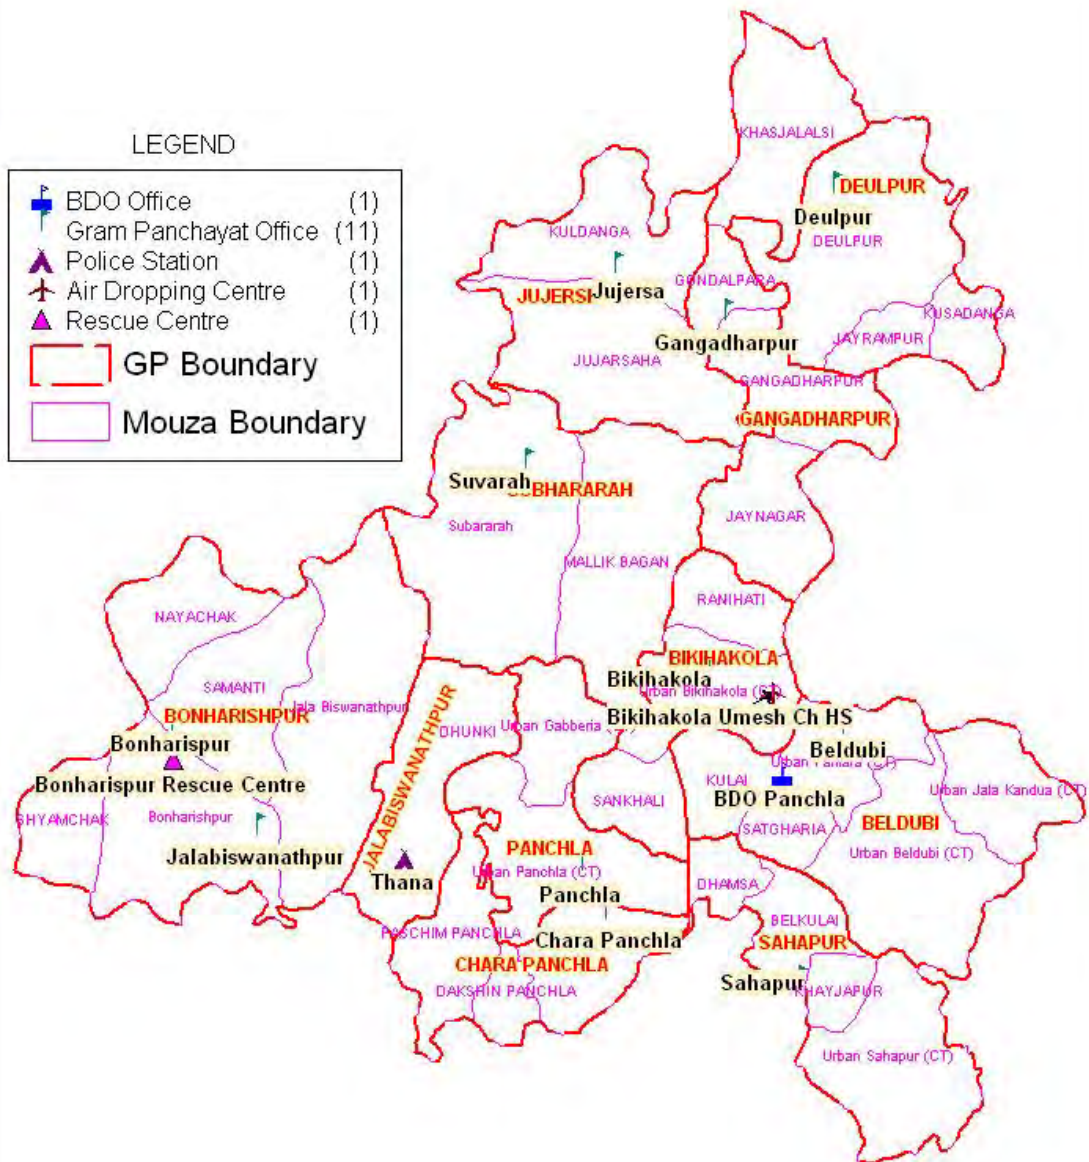 LEGEND
BDO Office (1)
Gram Panchayat Office (11)
Police Station (1)
Air Dropping Centre (1)
Rescue Centre (1)
GP Boundary
Mouza Boundary
KHASJALALSI
DEULPUR
Deulpur
DEULPUR
KULDANGA
GONDALPARA
Jujersa
KUSADANGA
JAYRAMPUR
Gangadharpur
JUJARSAHA
GANGADHARPUR
GANGADHARPUR
Suvarah
Subararah
JAYNAGAR
MALLIK BAGAN
RANIHATI
NAYACHAK
BIKIHAKOLA
Bikihakola
SAMANTI
Urban Bikihakola (CT)
Jala Biswanathpur
BONHARISHPUR
JALABISWANATHPUR
DHUNKI
Urban Gabberia
Bikihakola Umesh Ch HS
Bonharispur
Beldubi
Bonharispur Rescue Centre
KULAI
SANKHALI
BDO Panchla
Urban Jala Kandua (CT)
SHYAMCHAK
Bonharishpur
SATGHARIA
BELDUBI
PANCHLA
Urban Beldubi (CT)
Jalabiswanathpur
Urban Panchla (CT)
Thana
DHAMSA
Panchla
BELKULAI
PASCHIM PANCHLA
Chara Panchla
SAHAPUR
CHARA PANCHLA
Sahapur
KHAYJAPUR
DAKSHIN PANCHLA
Urban Sahapur (CT)